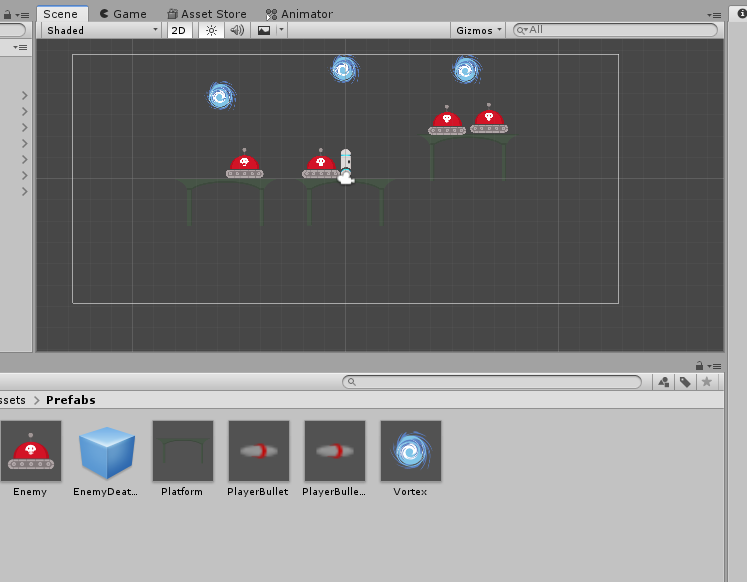 Scene Game Asset Store Animator
Shaded 2D Gizmos All
ssets > Prefabs
Enemy EnemyDeat... Platform PlayerBullet PlayerBulle... Vortex